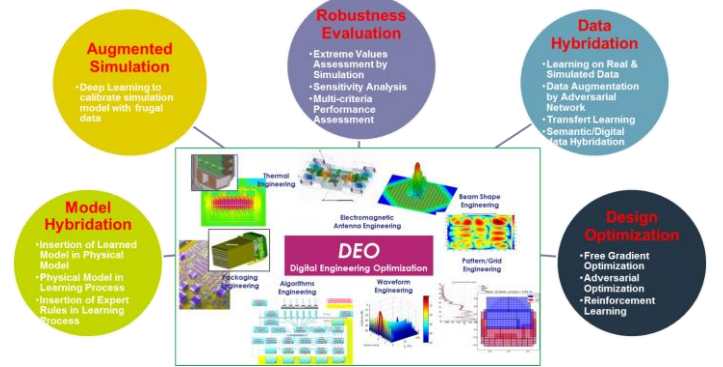 Augmented
Simulation
•Deep Learning to
calibrate simulation
model with frugal
data
Robustness
Evaluation
•Extreme Values
Assessment by
Simulation
•Sensitivity Analysis
•Multi-criteria
Performance
Assessment
Data
Hybridation
•Learning on Real &
Simulated Data
•Data Augmentation
by Adversarial
Network
•Transfert Learning
•Semantic/Digital
data Hybridation
Model
Hybridation
•Insertion of Learned
Model in Physical
Model
•Physical Model in
Learning Process
•Insertion of Expert
Rules in Learning
Process
Thermal
Engineering
Electromagnetic
Antenna Engineering
Beam Shape
Engineering
DEO
Digital Engineering Optimization
Pattern/Grid
Engineering
Packaging
Engineering
Algorithms
Engineering
Waveform
Engineering
Design
Optimization
•Free Gradient
Optimization
•Adversarial
Optimization
•Reinforcement
Learning